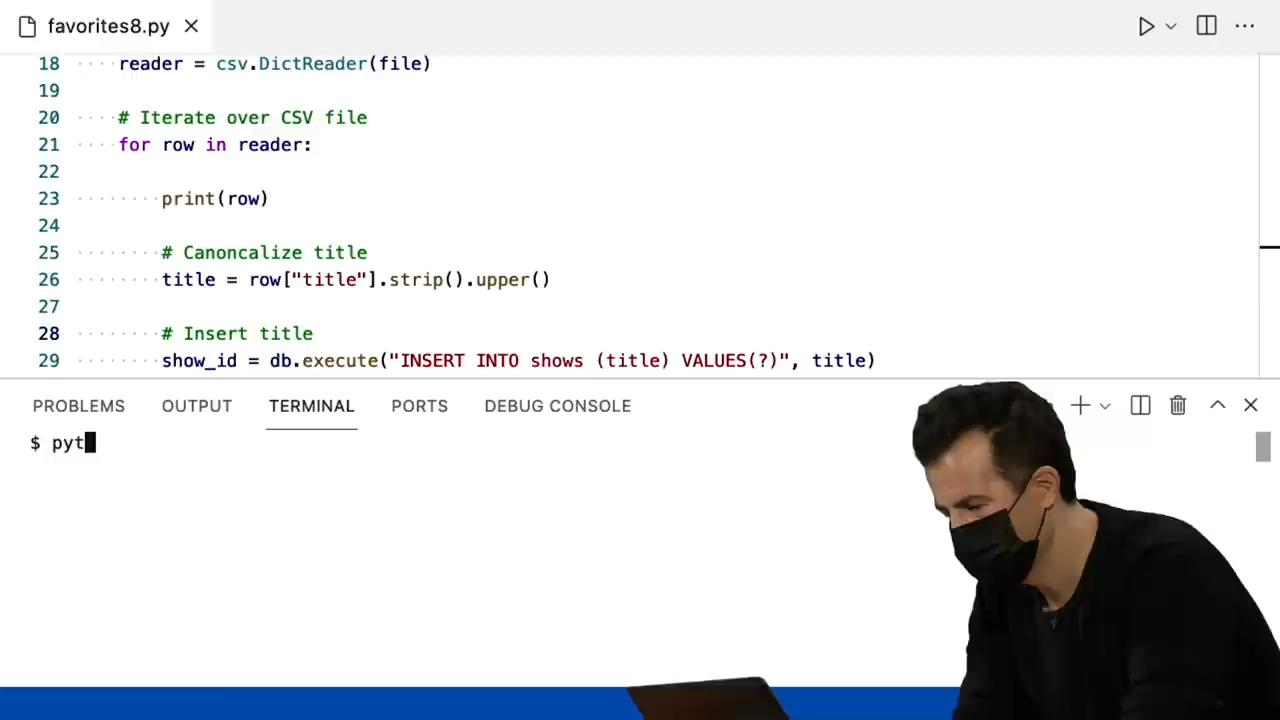 favorites8.py
18 reader = csv.DictReader(file)
19
20 # Iterate over CSV file
21 for row in reader:
22
23 print(row)
24
25 # Canoncalize title
26 title = row["title"].strip().upper()
27
28 # Insert title
29 show_id = db.execute("INSERT INTO shows (title) VALUES(?)", title)
PROBLEMS OUTPUT TERMINAL PORTS DEBUG CONSOLE
$ pyt